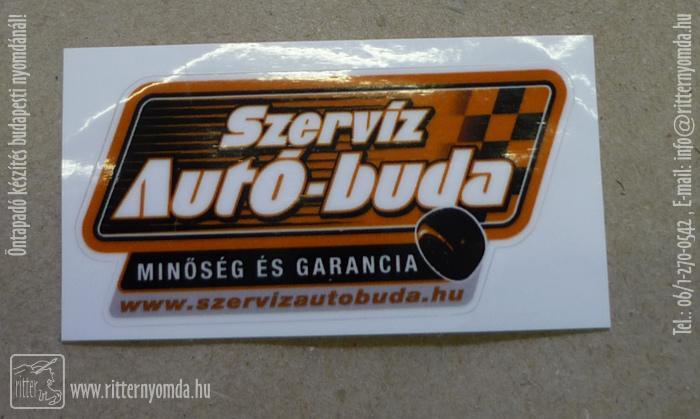 Öntapadó készítés budapesti nyomdánál!
Szervíz
Autó-buda
MINŐSÉG ÉS GARANCIA
www.szervizautobuda.hu
Tel.: 06/1-270-0542 E-mail: info@ritternyomda.hu
ritter
www.ritternyomda.hu